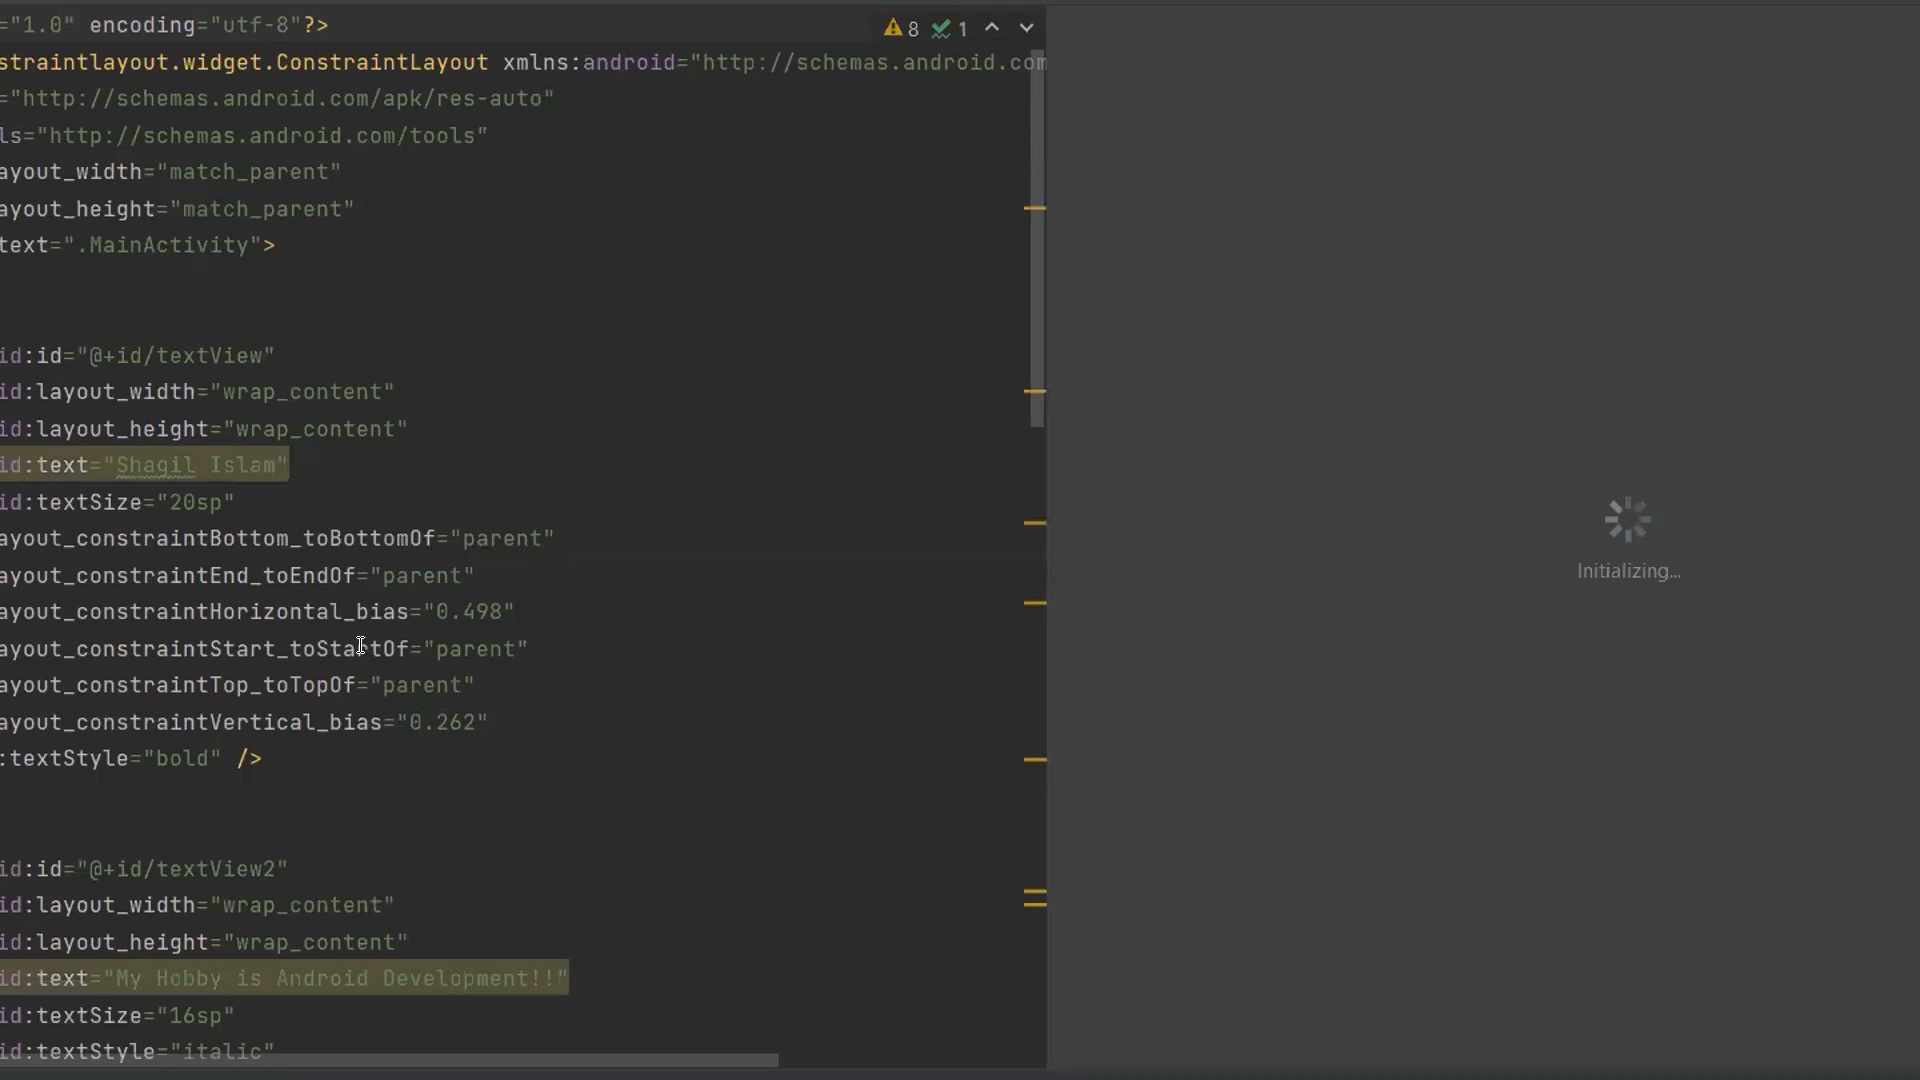 ="1.0" encoding="utf-8"?>
8 1
straintlayout.widget.ConstraintLayout xmlns:android="http://schemas.android.com
="http://schemas.android.com/apk/res-auto"
ls="http://schemas.android.com/tools"
ayout_width="match_parent"
ayout_height="match_parent"
text=".MainActivity">
id:id="@+id/textView"
id:layout_width="wrap_content"
id:layout_height="wrap_content"
id:text="Shagil Islam"
id:textSize="20sp"
ayout_constraintBottom_toBottomOf="parent"
ayout_constraintEnd_toEndOf="parent"
ayout_constraintHorizontal_bias="0.498"
ayout_constraintStart_toStartOf="parent"
ayout_constraintTop_toTopOf="parent"
ayout_constraintVertical_bias="0.262"
:textStyle="bold" />
id:id="@+id/textView2"
id:layout_width="wrap_content"
id:layout_height="wrap_content"
id:text="My Hobby is Android Development!!"
id:textSize="16sp"
id:textStyle="italic"
Initializing...